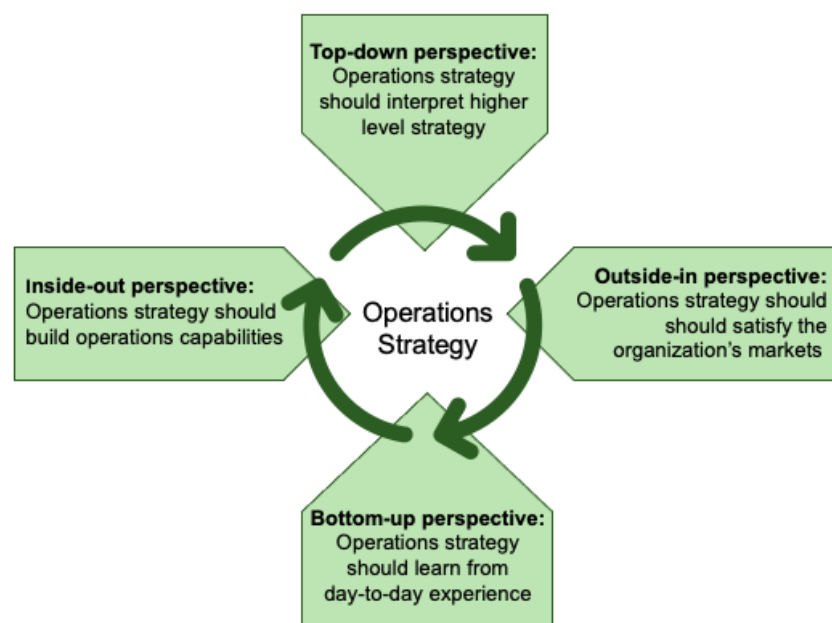 Top-down perspective:
Operations strategy
should interpret higher
level strategy
Inside-out perspective:
Operations strategy should
build operations capabilities
Operations
Strategy
Outside-in perspective:
Operations strategy should
should satisfy the
organization's markets
Bottom-up perspective:
Operations strategy
should learn from
day-to-day experience